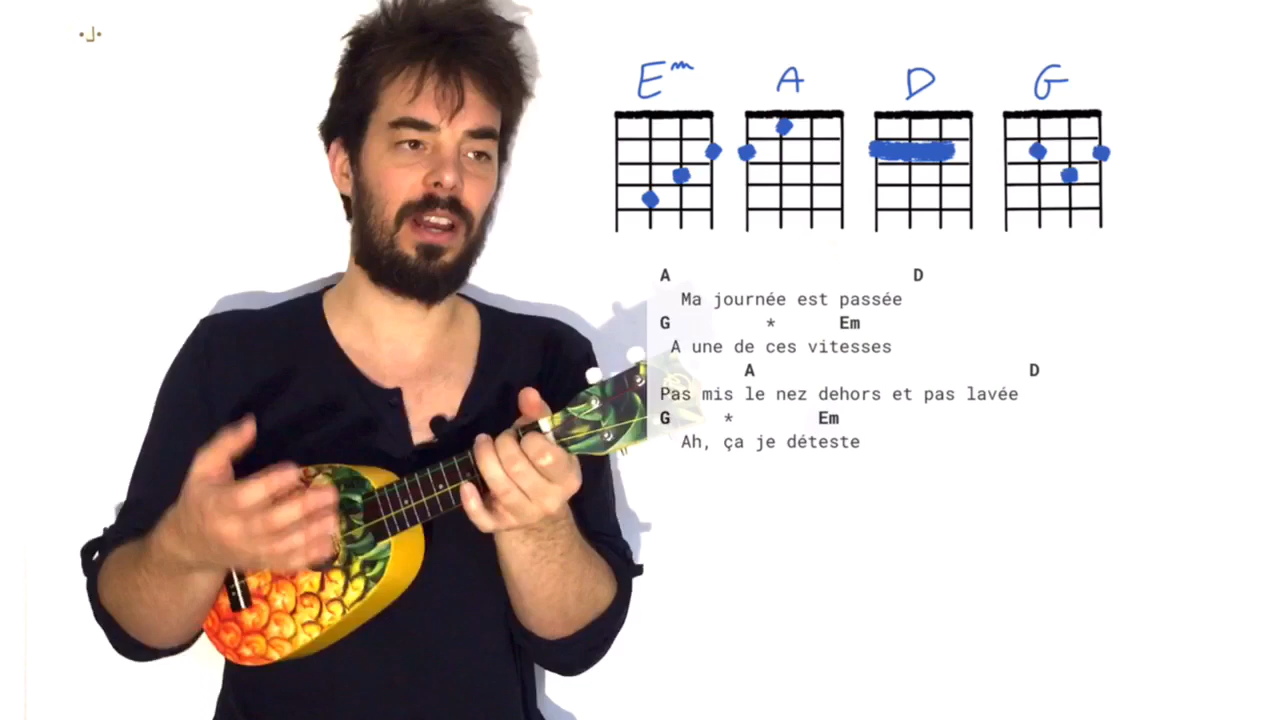 Em A D G
A D
Ma journée est passée
G * Em
A une de ces vitesses
A D
Pas mis le nez dehors et pas lavée
G * Em
Ah, ça je déteste